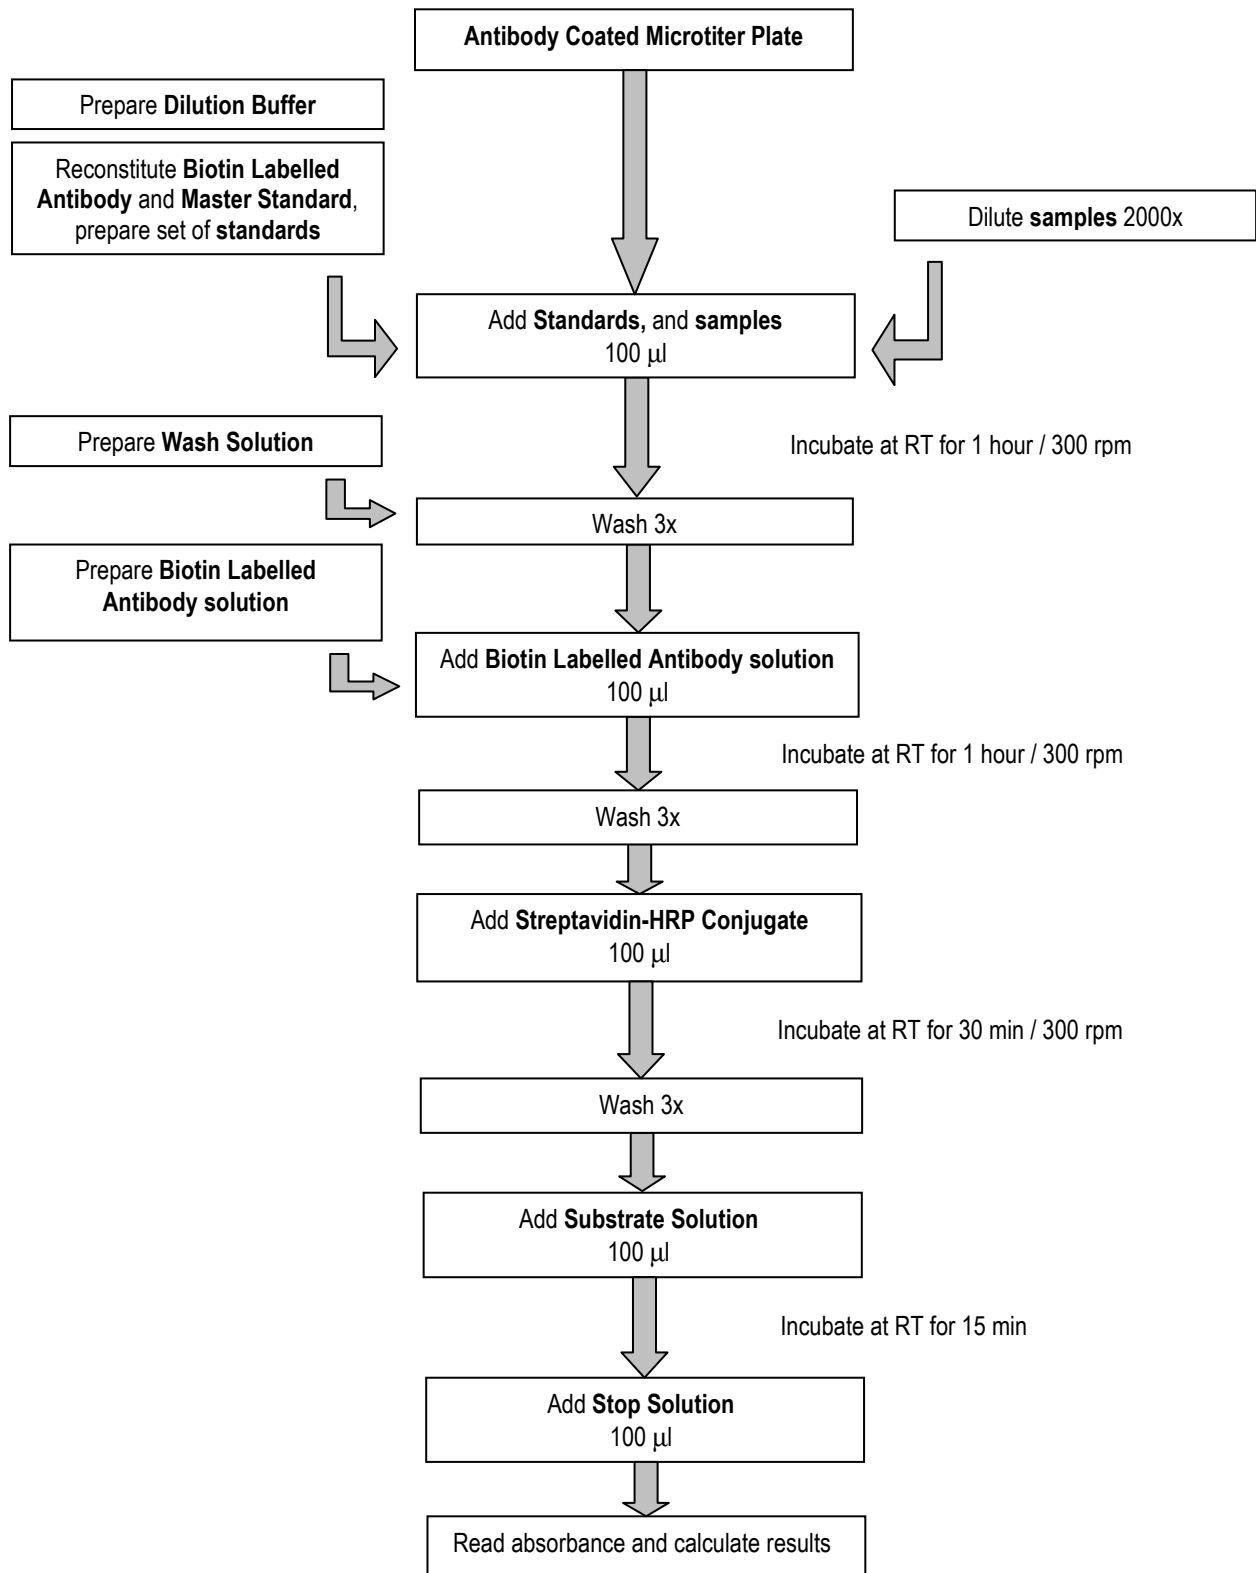 Antibody Coated Microtiter Plate
Prepare Dilution Buffer
Reconstitute Biotin Labelled
Antibody and Master Standard,
prepare set of standards
Dilute samples 2000x
Add Standards, and samples
100 μl
Incubate at RT for 1 hour / 300 rpm
Prepare Wash Solution
Wash 3x
Prepare Biotin Labelled
Antibody solution
Add Biotin Labelled Antibody solution
100 μl
Incubate at RT for 1 hour / 300 rpm
Wash 3x
Add Streptavidin-HRP Conjugate
100 μl
Incubate at RT for 30 min / 300 rpm
Wash 3x
Add Substrate Solution
100 μl
Incubate at RT for 15 min
Add Stop Solution
100 μl
Read absorbance and calculate results